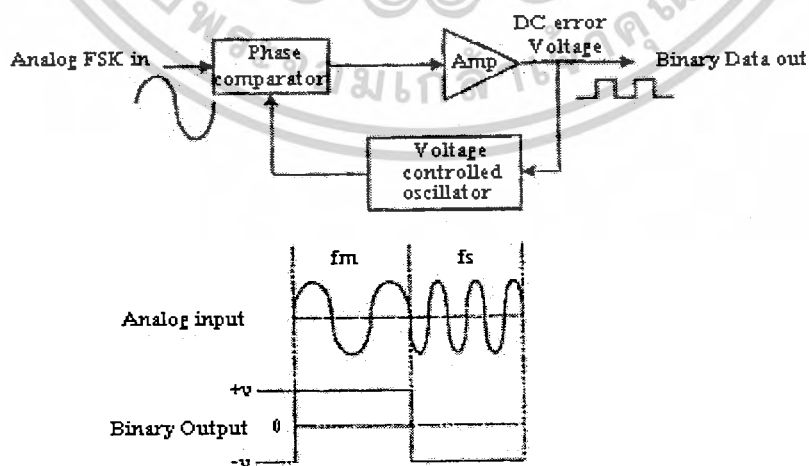 Analog FSK in
Phase
comparator
Amp
DC error
Voltage
Binary Data out
Voltage
controlled
oscillator
fm fs
Analog input
+v
Binary Output 0
-v